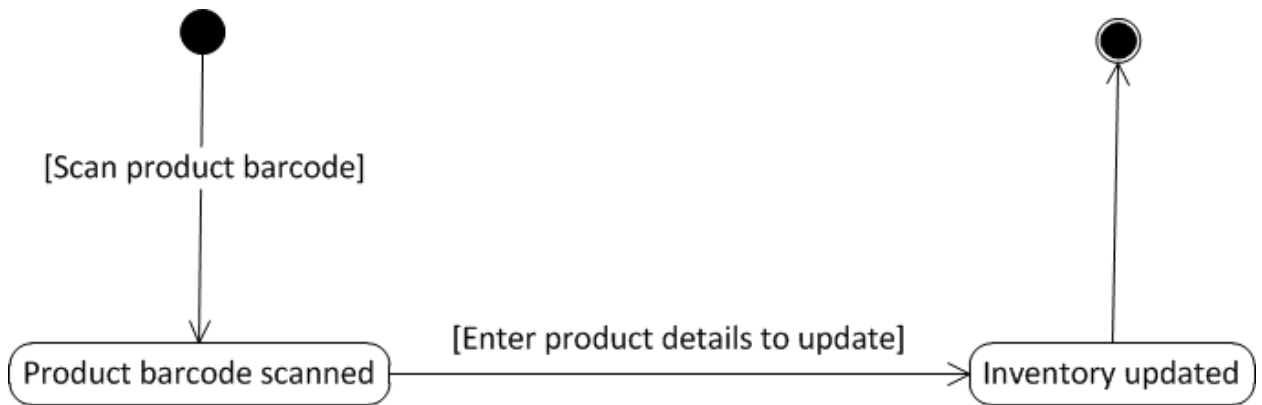 [Scan product barcode]
[Enter product details to update]
Product barcode scanned
Inventory updated